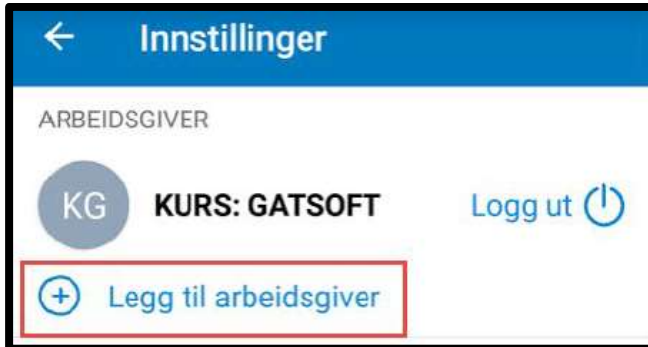 Innstillinger
ARBEIDSGIVER
KG KURS: GATSOFT Logg ut
Legg til arbeidsgiver